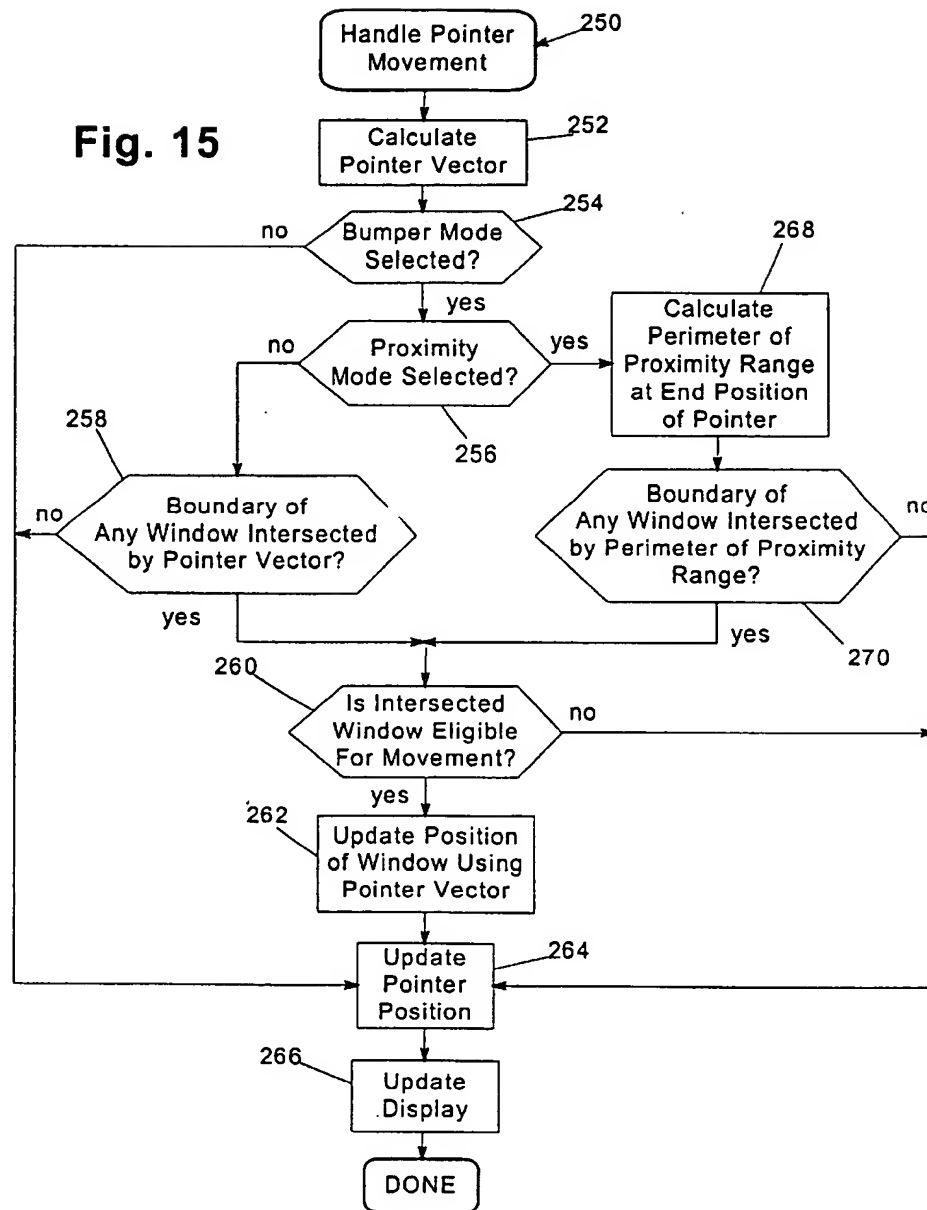 Handle Pointer
Movement
250
Fig. 15
Calculate
Pointer Vector
252
254
no
Bumper Mode
Selected?
yes
268
Calculate
Perimeter of
Proximity Range
at End Position
of Pointer
no
Proximity
Mode Selected?
yes
256
258
no
Boundary of
Any Window Intersected
by Pointer Vector?
yes
Boundary of
Any Window Intersected
by Perimeter of Proximity
Range?
no
yes
270
260
Is Intersected
Window Eligible
For Movement?
no
yes
262
Update Position
of Window Using
Pointer Vector
264
Update
Pointer
Position
266
Update
Display
DONE